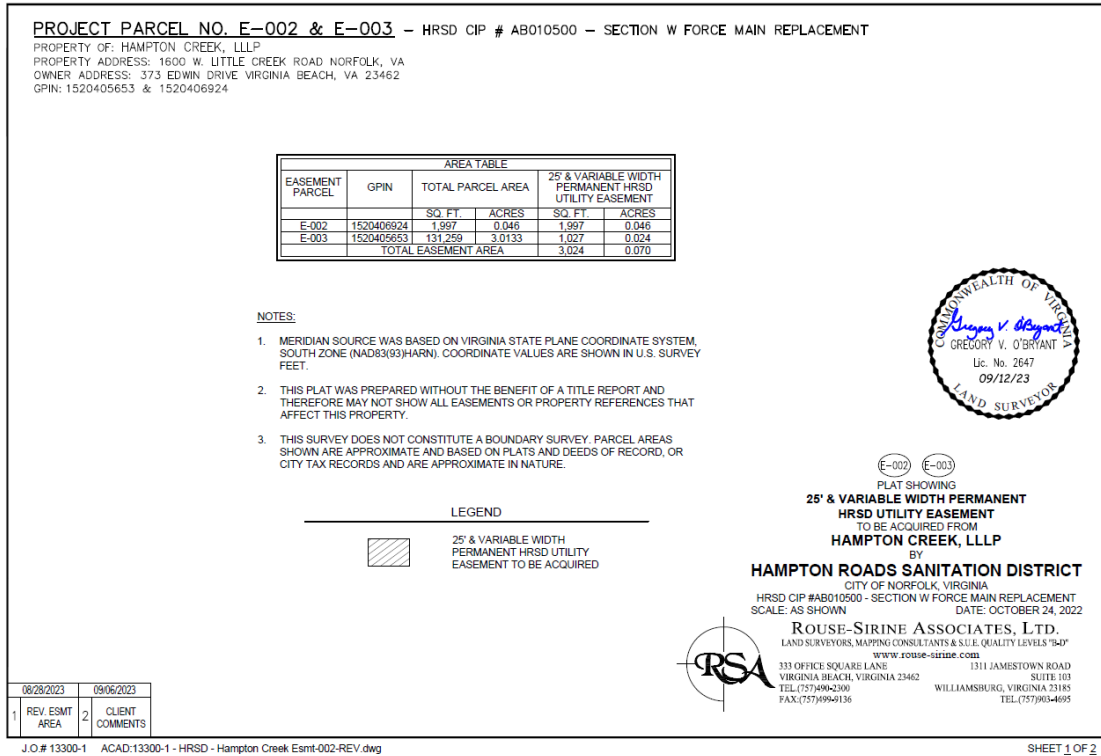 PROJECT PARCEL NO. E-002 & E-003 - HRSD CIP # AB010500 - SECTION W FORCE MAIN REPLACEMENT
PROPERTY OF: HAMPTON CREEK, LLLP
PROPERTY ADDRESS: 1600 W. LITTLE CREEK ROAD NORFOLK, VA
OWNER ADDRESS: 373 EDWIN DRIVE VIRGINIA BEACH, VA 23462
GPIN: 1520405653 & 1520406924
AREA TABLE
EASEMENT PARCEL GPIN TOTAL PARCEL AREA 25' & VARIABLE WIDTH PERMANENT HRSD UTILITY EASEMENT
SQ. FT. ACRES SQ. FT. ACRES
E-002 1520406924 1,997 0.046 1,997 0.046
E-003 1520405653 131,259 3.0133 1,027 0.024
TOTAL EASEMENT AREA 3,024 0.070
NOTES:
1. MERIDIAN SOURCE WAS BASED ON VIRGINIA STATE PLANE COORDINATE SYSTEM,
SOUTH ZONE (NAD83(93)HARN). COORDINATE VALUES ARE SHOWN IN U.S. SURVEY
FEET.
2. THIS PLAT WAS PREPARED WITHOUT THE BENEFIT OF A TITLE REPORT AND
THEREFORE MAY NOT SHOW ALL EASEMENTS OR PROPERTY REFERENCES THAT
AFFECT THIS PROPERTY.
3. THIS SURVEY DOES NOT CONSTITUTE A BOUNDARY SURVEY. PARCEL AREAS
SHOWN ARE APPROXIMATE AND BASED ON PLATS AND DEEDS OF RECORD, OR
CITY TAX RECORDS AND ARE APPROXIMATE IN NATURE.
LEGEND
25' & VARIABLE WIDTH
PERMANENT HRSD UTILITY
EASEMENT TO BE ACQUIRED
COMMONWEALTH OF VIRGINIA
Gregory V. O'Bryant
GREGORY V. O'BRYANT
Lic. No. 2647
09/12/23
LAND SURVEYOR
E-002 E-003
PLAT SHOWING
25' & VARIABLE WIDTH PERMANENT
HRSD UTILITY EASEMENT
TO BE ACQUIRED FROM
HAMPTON CREEK, LLLP
BY
HAMPTON ROADS SANITATION DISTRICT
CITY OF NORFOLK, VIRGINIA
HRSD CIP #AB010500 - SECTION W FORCE MAIN REPLACEMENT
SCALE: AS SHOWN DATE: OCTOBER 24, 2022
RSA
ROUSE-SIRINE ASSOCIATES, LTD.
LAND SURVEYORS, MAPPING CONSULTANTS & S.U.E. QUALITY LEVELS "B-D"
www.rouse-sirine.com
333 OFFICE SQUARE LANE 1311 JAMESTOWN ROAD
VIRGINIA BEACH, VIRGINIA 23462 SUITE 103
TEL.(757)490-2300 WILLIAMSBURG, VIRGINIA 23185
FAX:(757)499-9136 TEL.(757)903-4695
08/28/2023 09/06/2023
1 REV. ESMT AREA 2 CLIENT COMMENTS
J.O.# 13300-1 ACAD:13300-1 - HRSD - Hampton Creek Esmt-002-REV.dwg SHEET 1 OF 2